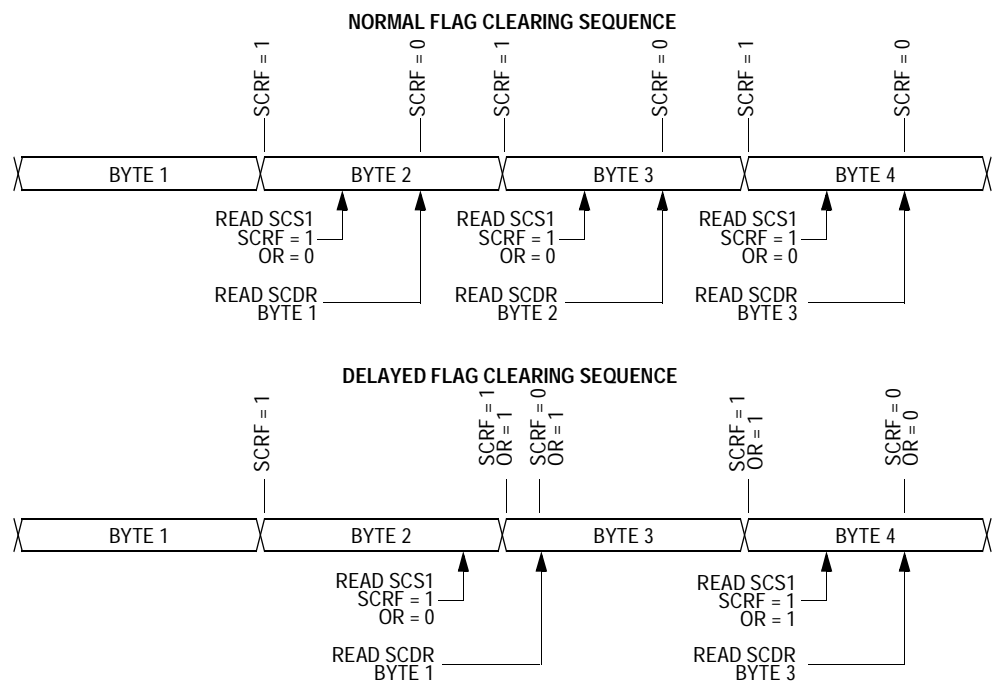 NORMAL FLAG CLEARING SEQUENCE
SCRF = 1
SCRF = 0
SCRF = 1
SCRF = 0
SCRF = 1
SCRF = 0
BYTE 1
BYTE 2
BYTE 3
BYTE 4
READ SCS1
SCRF = 1
OR = 0
READ SCS1
SCRF = 1
OR = 0
READ SCS1
SCRF = 1
OR = 0
READ SCDR
BYTE 1
READ SCDR
BYTE 2
READ SCDR
BYTE 3
DELAYED FLAG CLEARING SEQUENCE
SCRF = 1
SCRF = 1
OR = 1
SCRF = 0
OR = 1
SCRF = 1
OR = 1
SCRF = 0
OR = 0
BYTE 1
BYTE 2
BYTE 3
BYTE 4
READ SCS1
SCRF = 1
OR = 0
READ SCS1
SCRF = 1
OR = 1
READ SCDR
BYTE 1
READ SCDR
BYTE 3